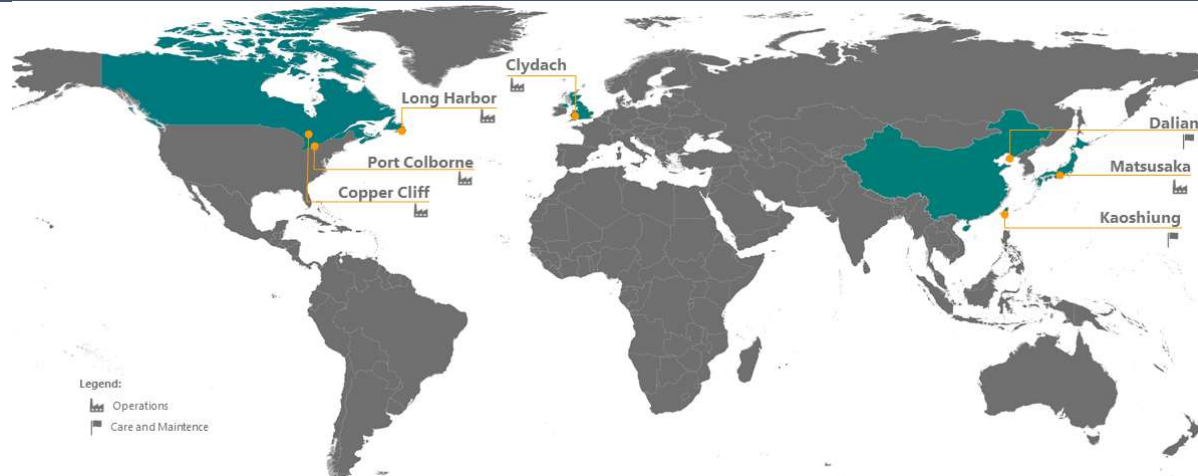 Clydach
Long Harbor
Dalian
Port Colborne
Matsusaka
Copper Cliff
Kaoshiung
Legend:
Operations
Care and Maintence